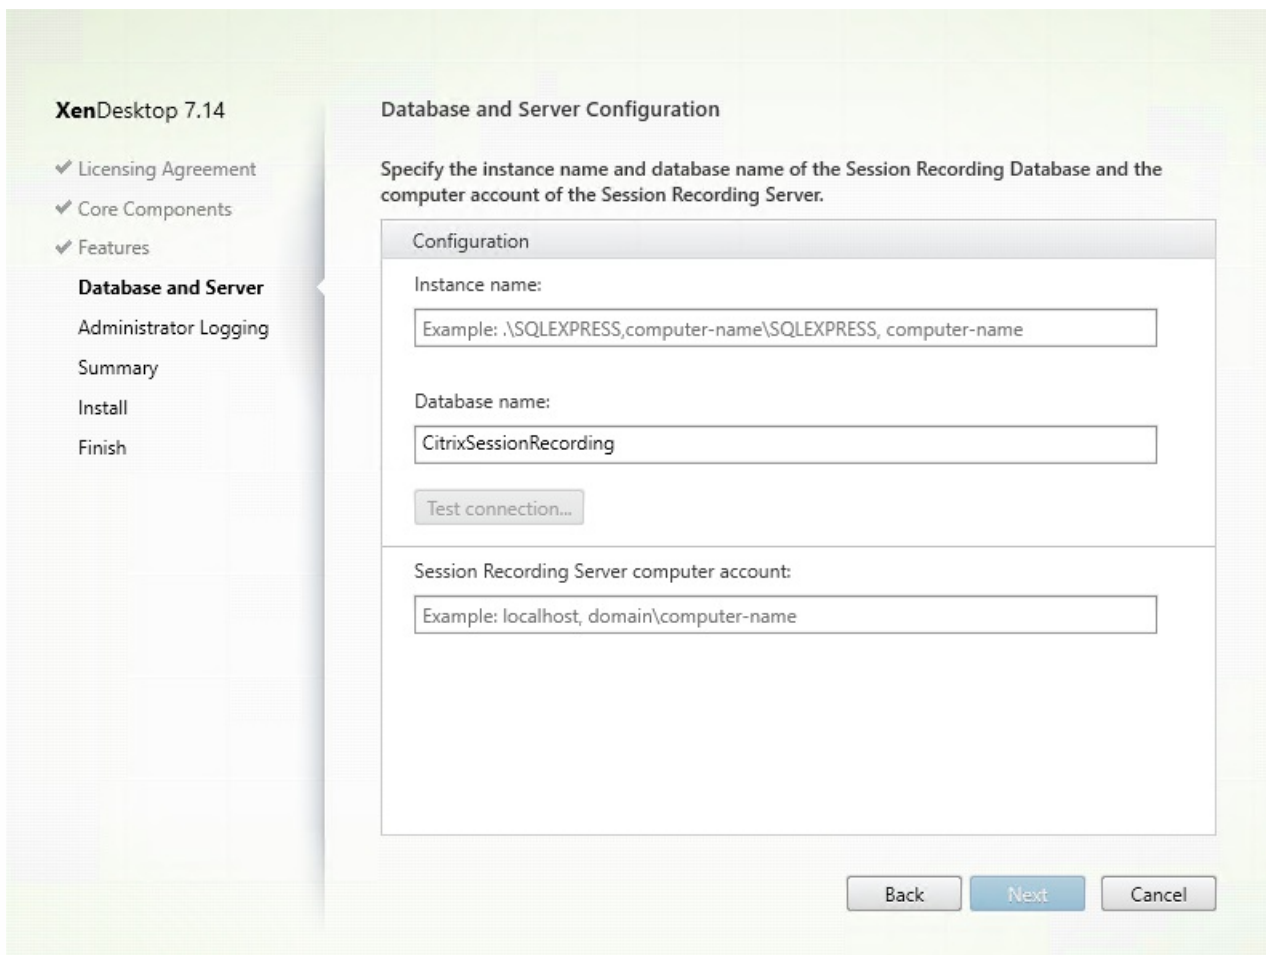 XenDesktop 7.14
Licensing Agreement
Core Components
Features
Database and Server
Administrator Logging
Summary
Install
Finish
Database and Server Configuration
Specify the instance name and database name of the Session Recording Database and the
computer account of the Session Recording Server.
Configuration
Instance name:
Example: .\SQLEXPRESS,computer-name\SQLEXPRESS, computer-name
Database name:
CitrixSessionRecording
Test connection...
Session Recording Server computer account:
Example: localhost, domain\computer-name
Back
Next
Cancel